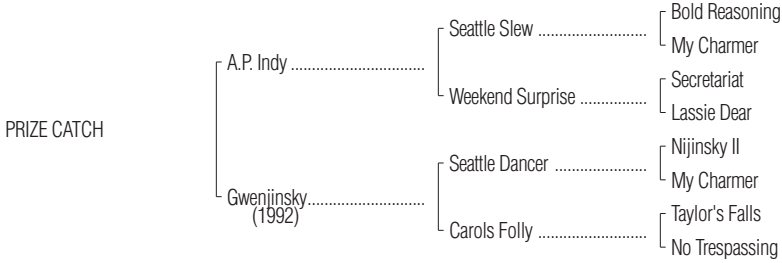 Bold Reasoning
Seattle Slew ..........................
My Charmer
A.P. Indy ................................
Secretariat
Weekend Surprise ................
Lassie Dear
PRIZE CATCH
Nijinsky II
Seattle Dancer ......................
My Charmer
Gwenjinsky............................
(1992)
Taylor's Falls
Carols Folly ..........................
No Trespassing